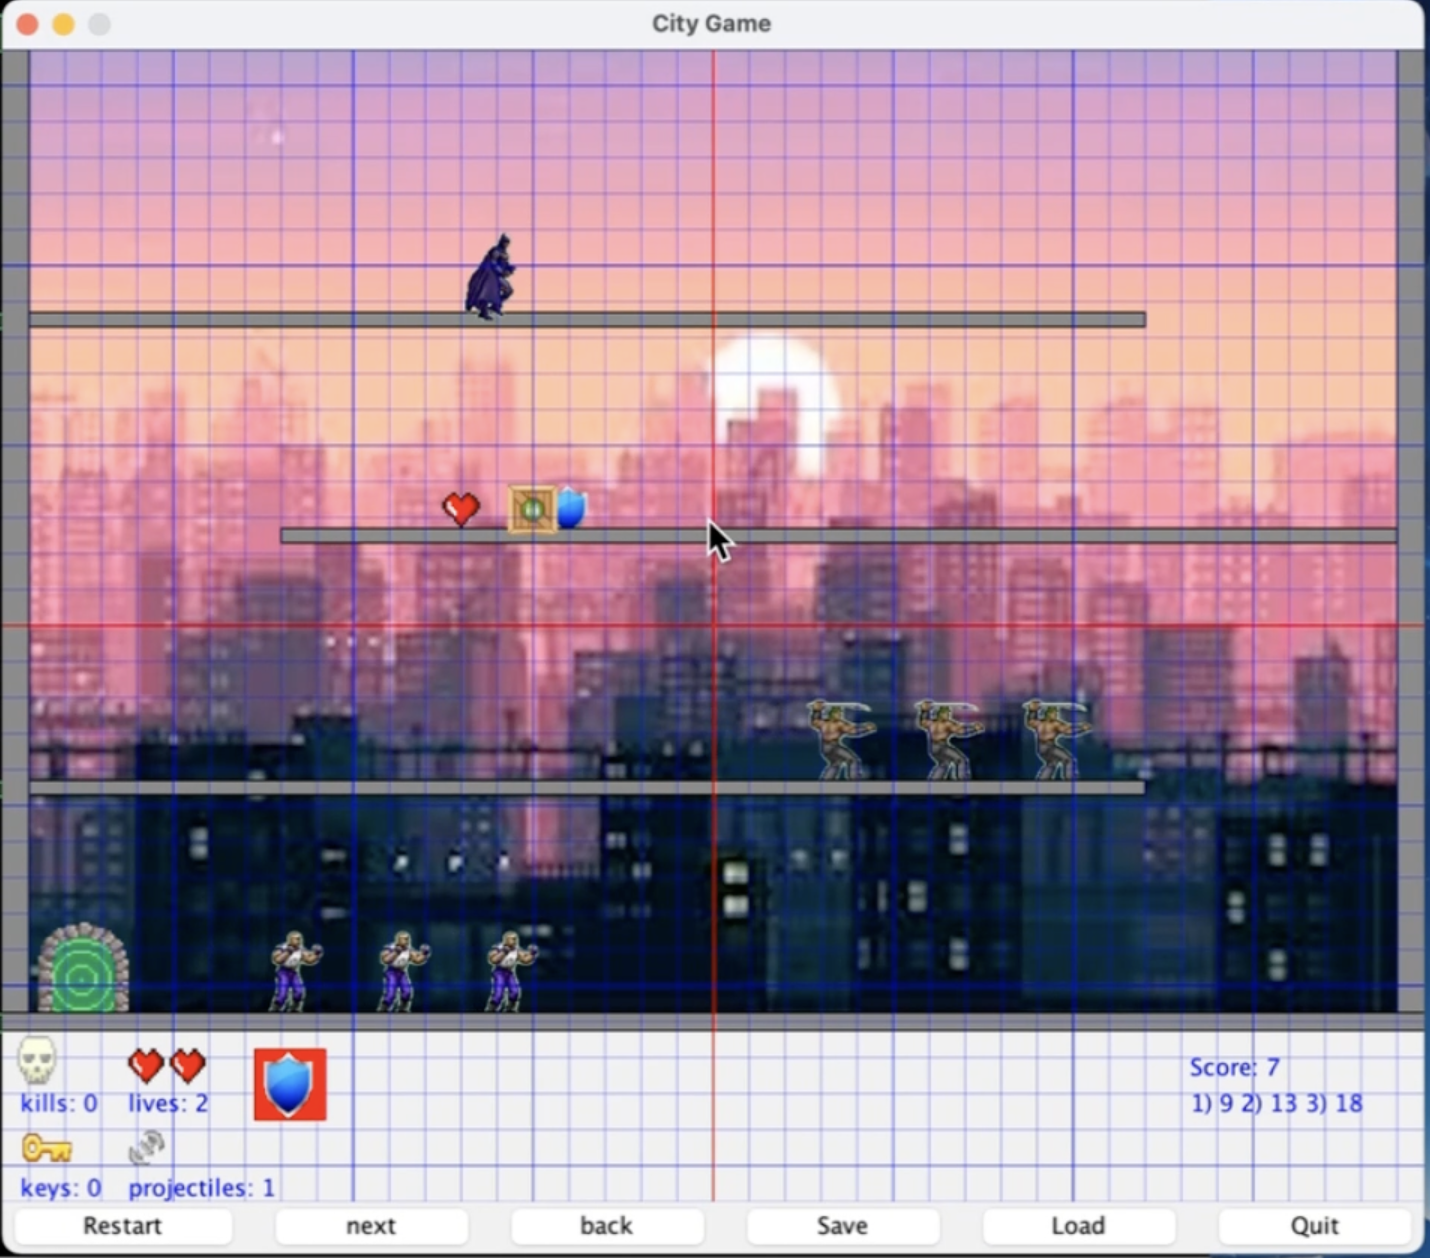 City Game
kills: 0 lives: 2
Score: 7
1) 9 2) 13 3) 18
keys: 0 projectiles: 1
Restart next back Save Load Quit